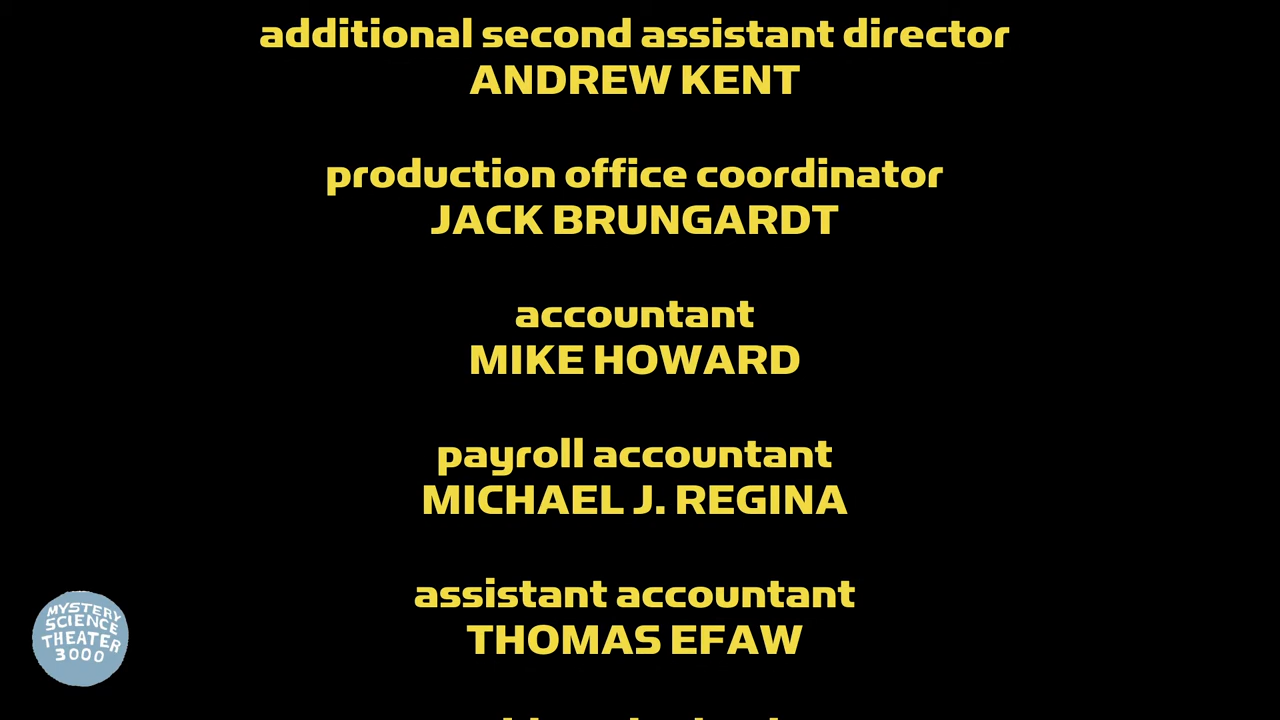 additional second assistant director
ANDREW KENT
production office coordinator
JACK BRUNGARDT
accountant
MIKE HOWARD
payroll accountant
MICHAEL J. REGINA
assistant accountant
THOMAS EFAW
MYSTERY
SCIENCE
THEATER
3000